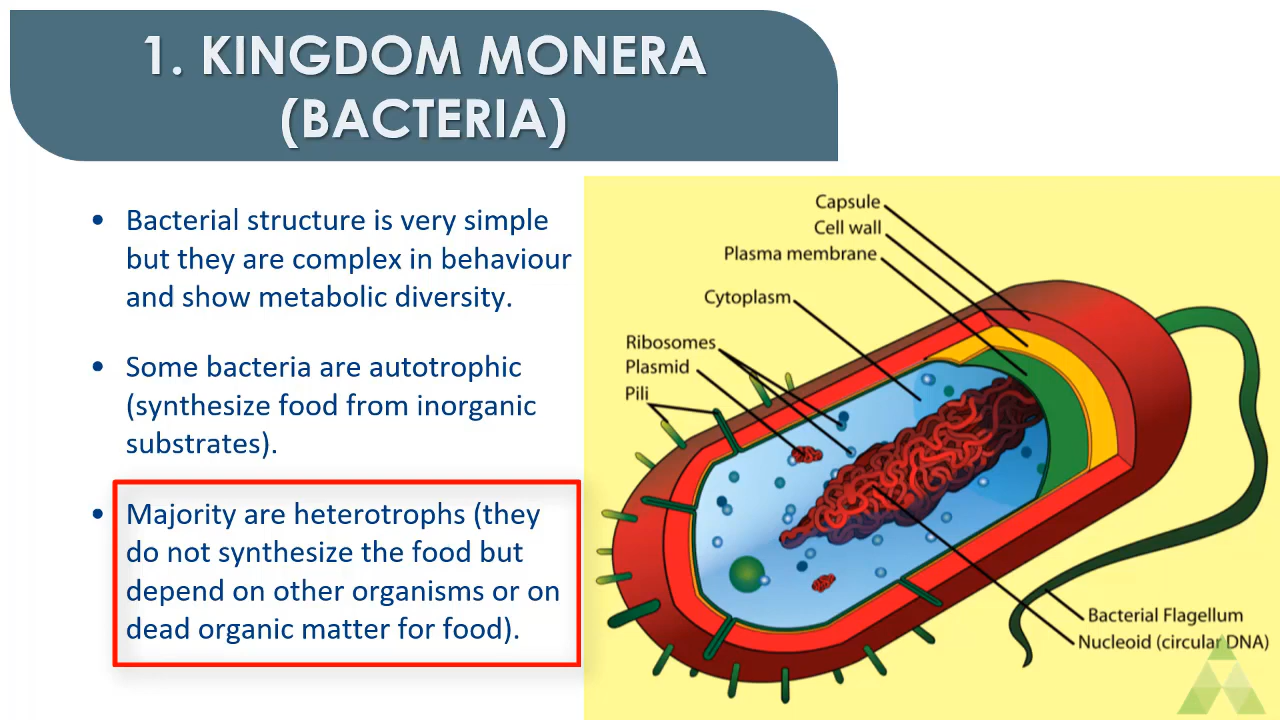 1. KINGDOM MONERA
(BACTERIA)
• Bacterial structure is very simple
but they are complex in behaviour
and show metabolic diversity.
• Some bacteria are autotrophic
(synthesize food from inorganic
substrates).
• Majority are heterotrophs (they
do not synthesize the food but
depend on other organisms or on
dead organic matter for food).
Capsule
Cell wall
Plasma membrane
Cytoplasm
Ribosomes
Plasmid
Pili
Bacterial Flagellum
Nucleoid (circular DNA)